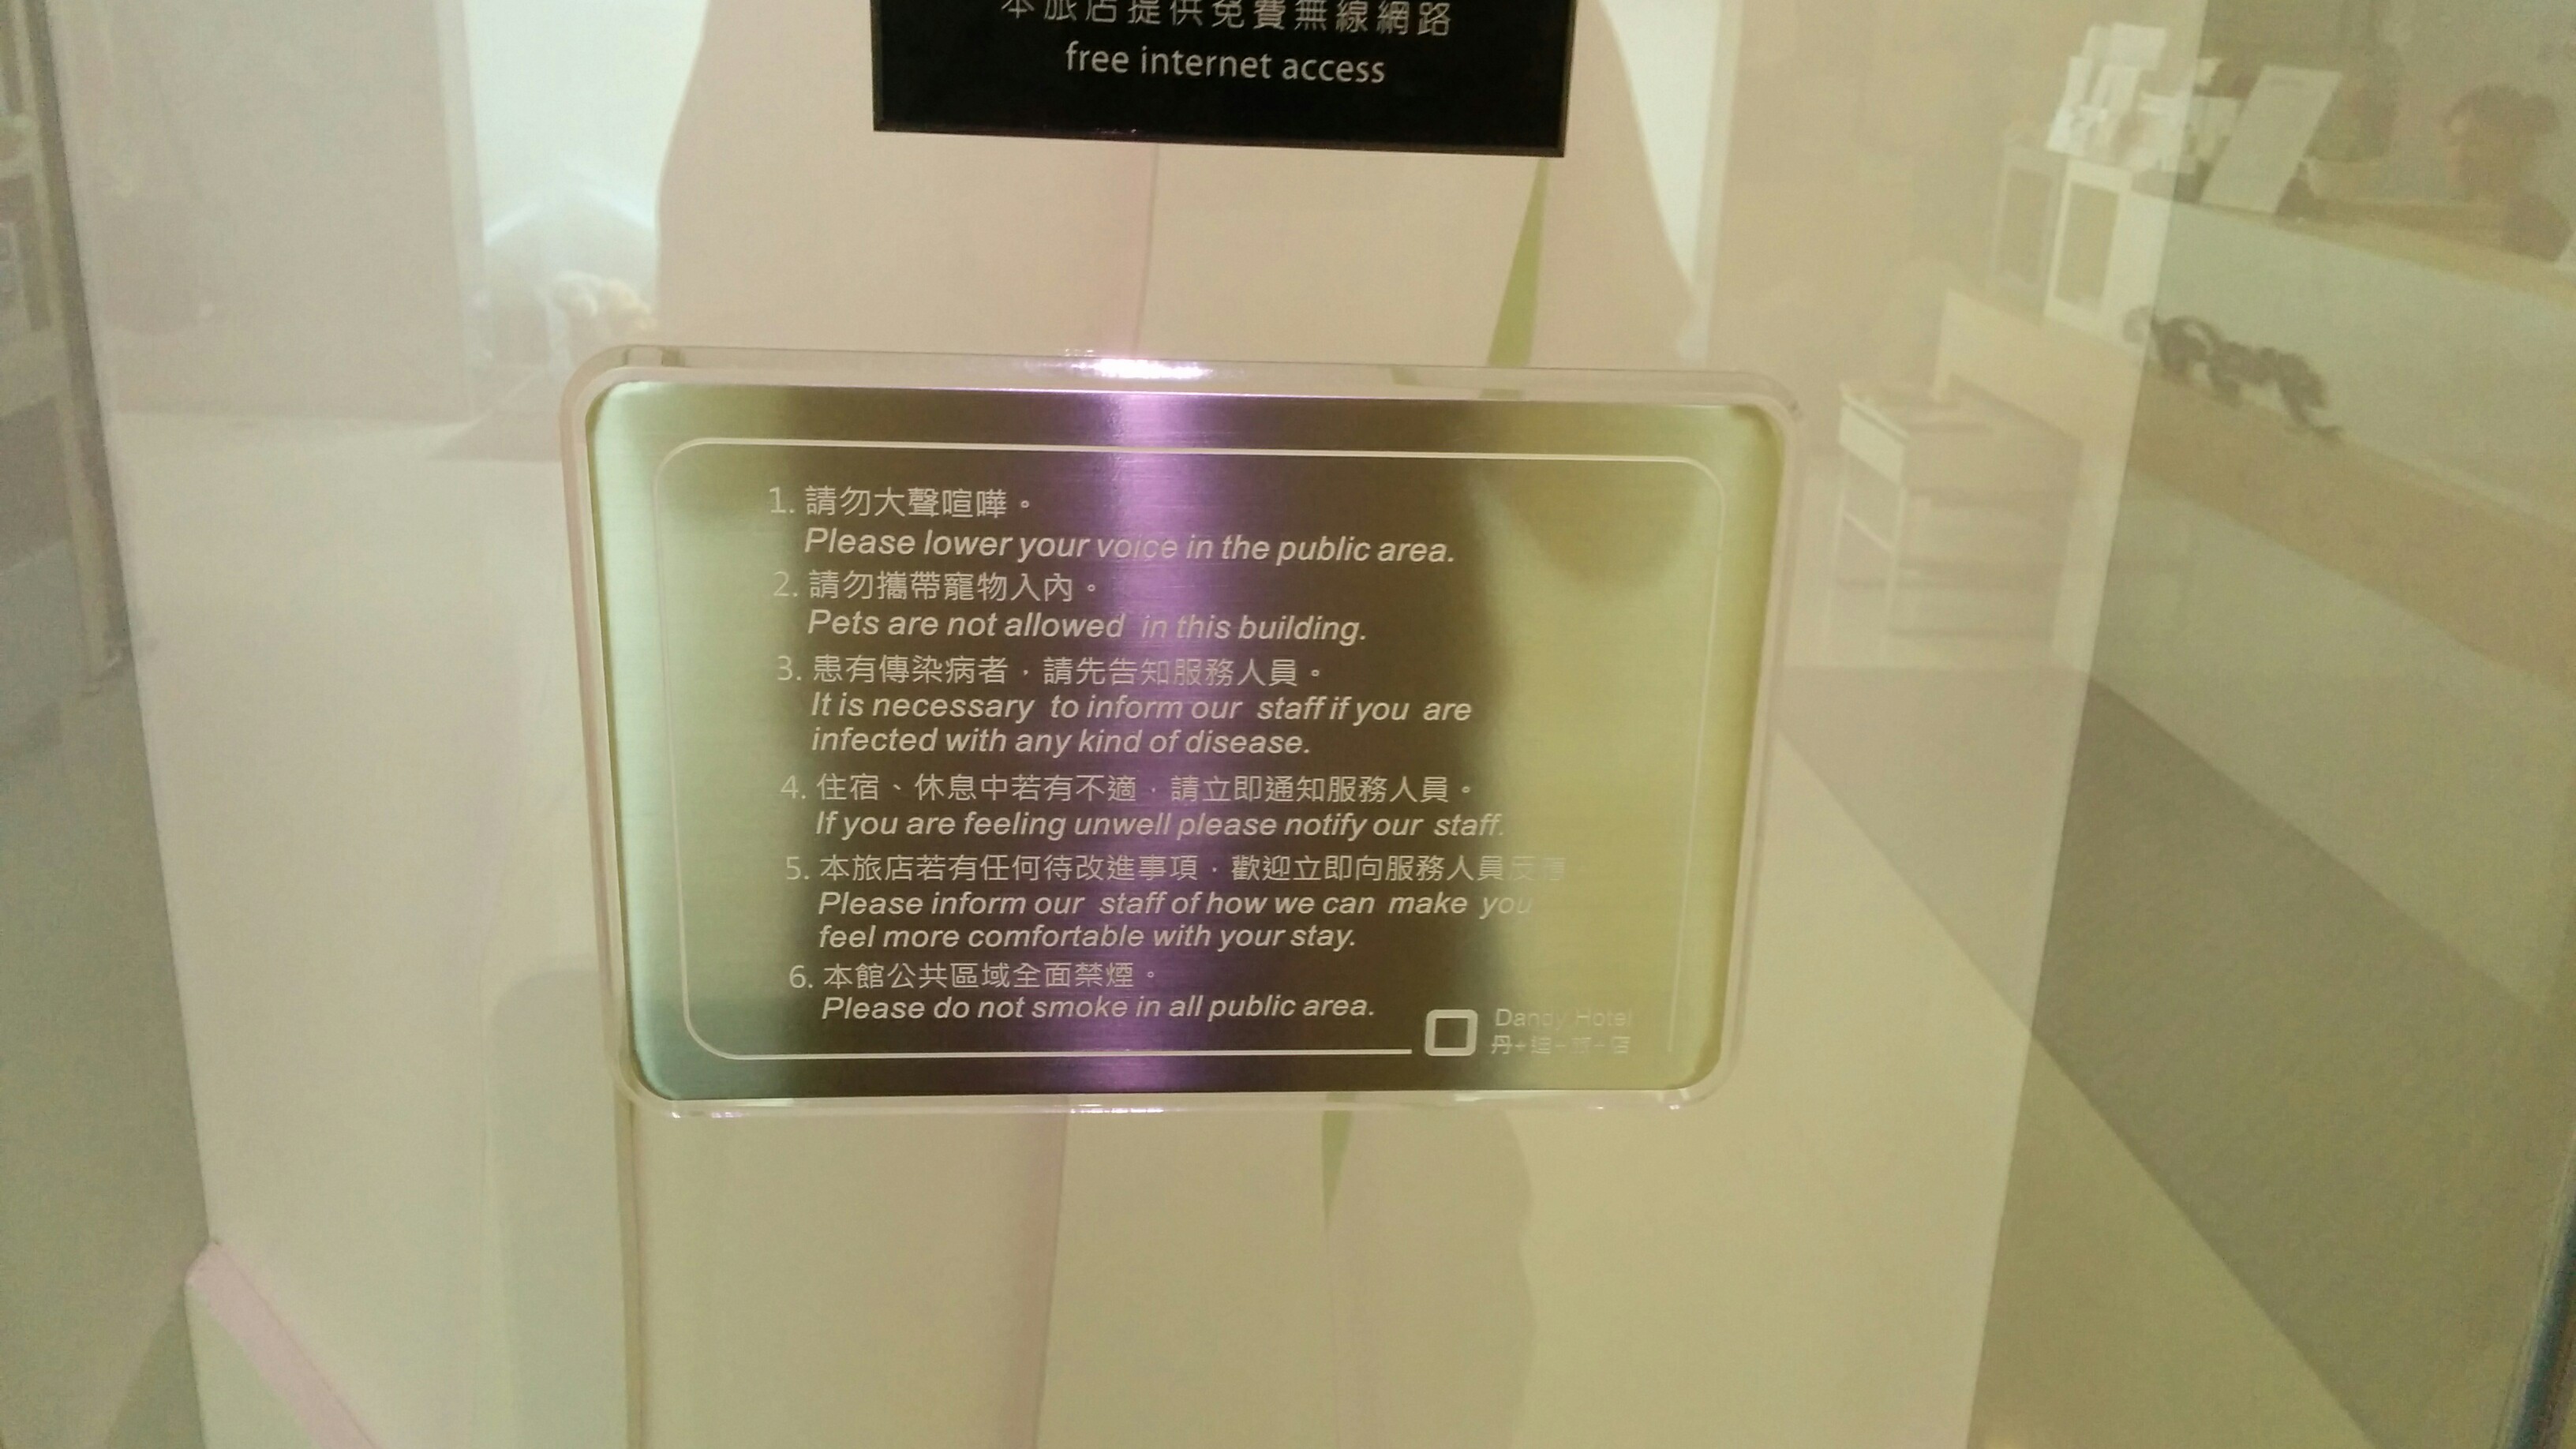 本旅店提供免費無線網路
free internet access
1. 請勿大聲喧嘩。
Please lower your voice in the public area.
2. 請勿攜帶寵物入內。
Pets are not allowed in this building.
3. 患有傳染病者，請先告知服務人員。
It is necessary to inform our staff if you are
infected with any kind of disease.
4. 住宿、休息中若有不適，請立即通知服務人員。
If you are feeling unwell please notify our staff.
5. 本旅店若有任何待改進事項，歡迎立即向服務人員反應
Please inform our staff of how we can make you
feel more comfortable with your stay.
6. 本館公共區域全面禁煙。
Please do not smoke in all public area.
Dandy Hotel
丹+迪-旅-店